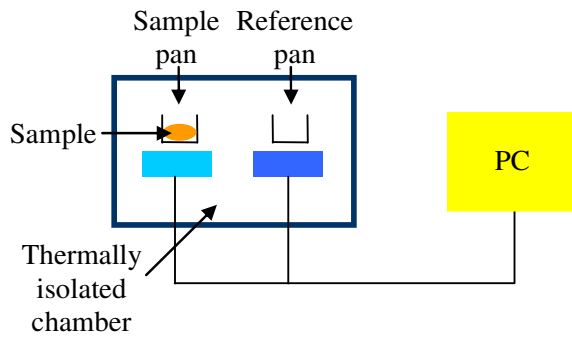 Sample
pan
Reference
pan
Sample
PC
Thermally
isolated
chamber